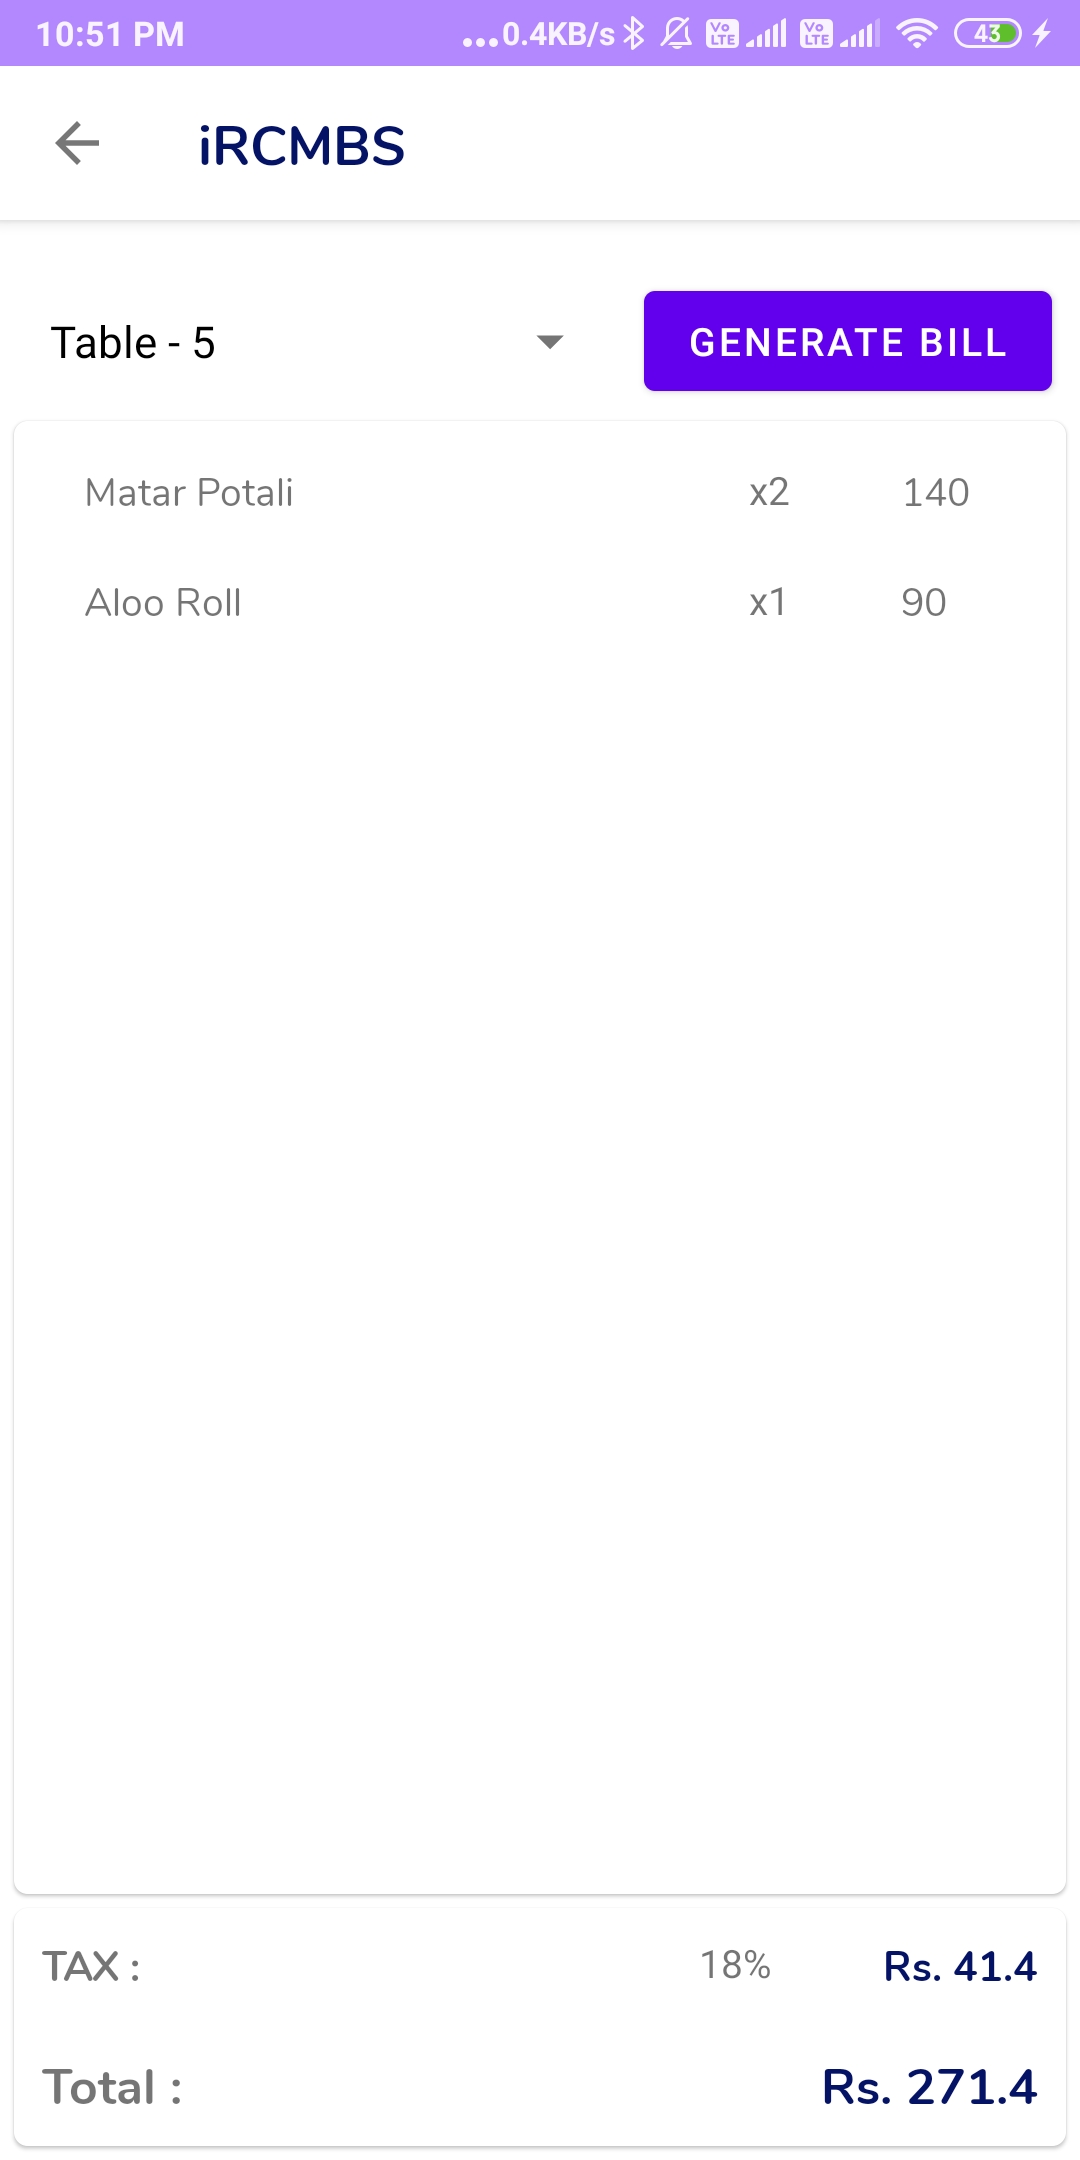 10:51 PM ...0.4KB/s Vo LTE Vo LTE 43
iRCMBS
Table - 5 GENERATE BILL
Matar Potali x2 140
Aloo Roll x1 90
TAX : 18% Rs. 41.4
Total : Rs. 271.4